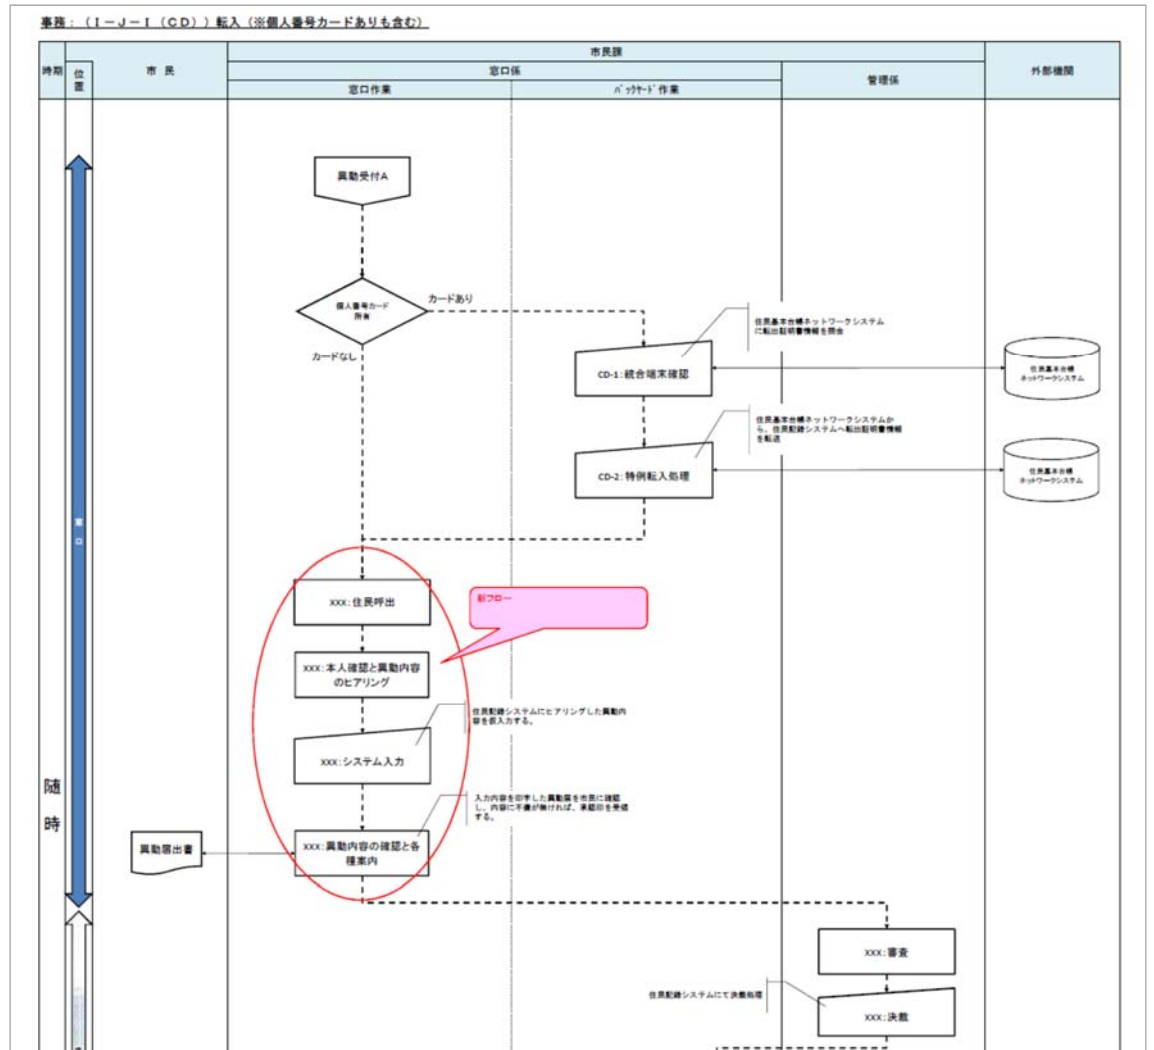 事務：（Ｉ－Ｊ－Ｉ（ＣＤ））転入（※個人番号カードありも含む）
時期
位
置
市 民
市民課
窓口係
窓口作業
ﾊﾞｯｸﾔｰﾄﾞ作業
管理係
外部機関
異動受付A
個人番号カード
所有
カードあり
カードなし
住民基本台帳ネットワークシステム
に転出証明書情報を照会
CD-1：統合端末確認
住民基本台帳
ネットワークシステム
住民基本台帳ネットワークシステムか
ら、住民記録システムへ転出証明書情報
を転送
CD-2：特例転入処理
住民基本台帳
ネットワークシステム
窓
口
xxx：住民呼出
新フロー
xxx：本人確認と異動内容
のヒアリング
住民記録システムにヒアリングした異動内
容を仮入力する。
xxx：システム入力
随
時
入力内容を印字した異動届を市民に確認
し、内容に不備が無ければ、承認印を受領
する。
異動届出書
xxx：異動内容の確認と各
種案内
xxx：審査
住民記録システムにて決裁処理
xxx：決裁